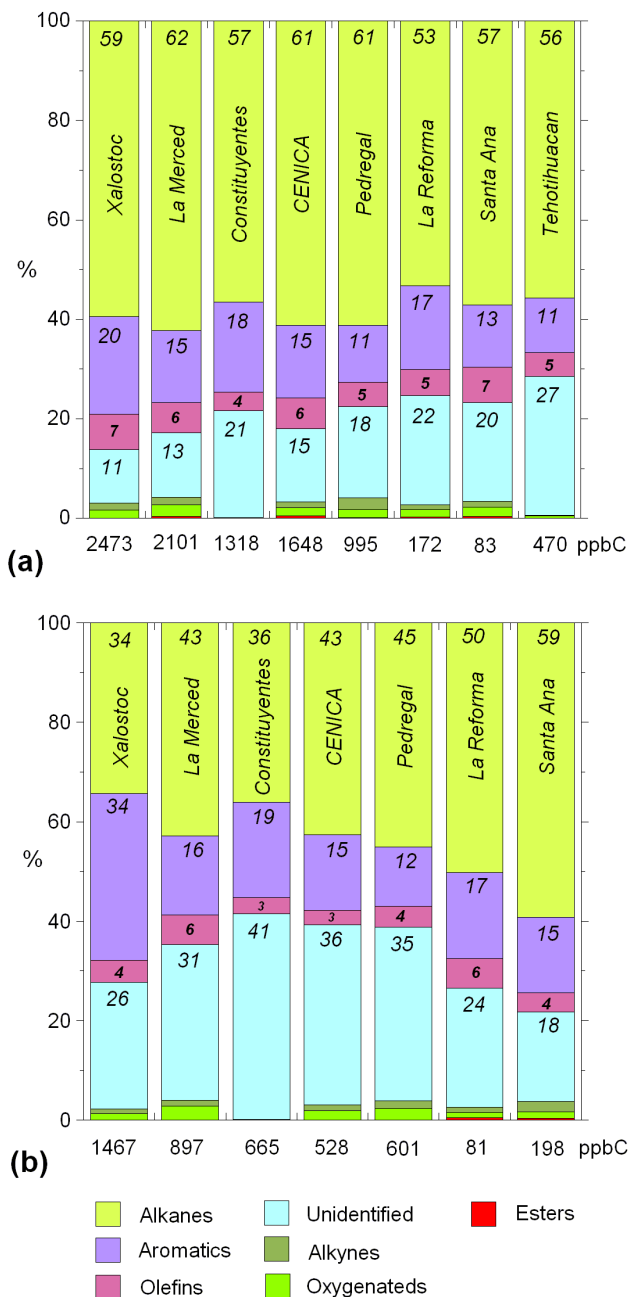 100
59 62 57 61 61 53 57 56
80
Xalostoc La Merced Constituyentes CENICA Pedregal La Reforma Santa Ana Tehotihuacan
60
%
40
20 15 18 15 11 17 13 11
7 6 4 6 5 5 7 5
20
11 13 21 15 18 22 20 27
0
2473 2101 1318 1648 995 172 83 470 ppbC
(a)
100
34 43 36 43 45 50 59
80
Xalostoc La Merced Constituyentes CENICA Pedregal La Reforma Santa Ana
60
%
34 16 19 15 12 17 15
40
4 6 3 3 4 6 4
26 31 41 36 35 24 18
20
0
1467 897 665 528 601 81 198 ppbC
(b)
Alkanes Unidentified Esters
Aromatics Alkynes
Olefins Oxygenateds